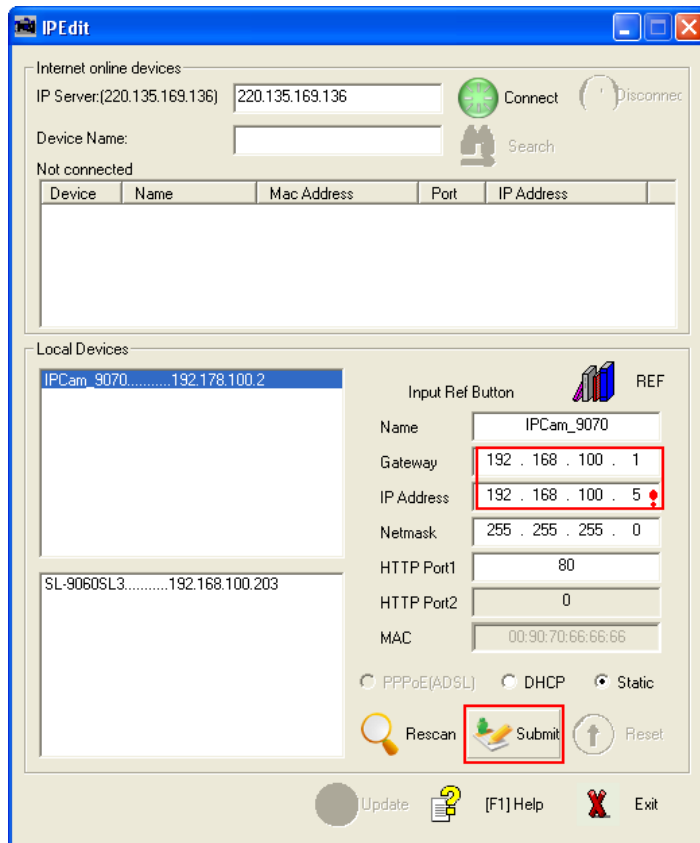 IPEdit
Internet online devices
IP Server:(220.135.169.136) 220.135.169.136 Connect Disconnec
Device Name: Search
Not connected
Device Name Mac Address Port IP Address
Local Devices
IPCam_9070..........192.178.100.2
Input Ref Button REF
Name IPCam_9070
Gateway 192 . 168 . 100 . 1
IP Address 192 . 168 . 100 . 5
Netmask 255 . 255 . 255 . 0
HTTP Port1 80
SL-9060SL3..........192.168.100.203
HTTP Port2 0
MAC 00:90:70:66:66:66
PPPoE(ADSL) DHCP Static
Rescan Submit Reset
Update [F1] Help Exit